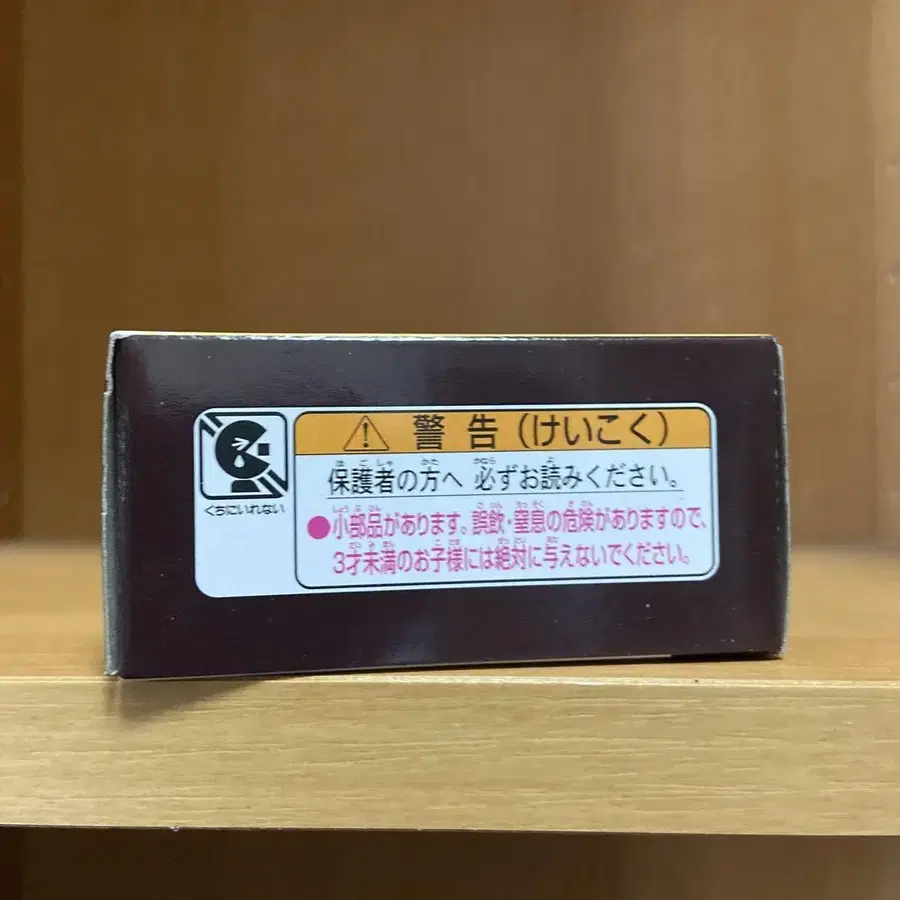 ⚠警告(けいこく)
保護者の方へ 必ずお読みください。
●小部品があります。誤飲・窒息の危険がありますので、
3才未満のお子様には絶対に与えないでください。
くちにいれない